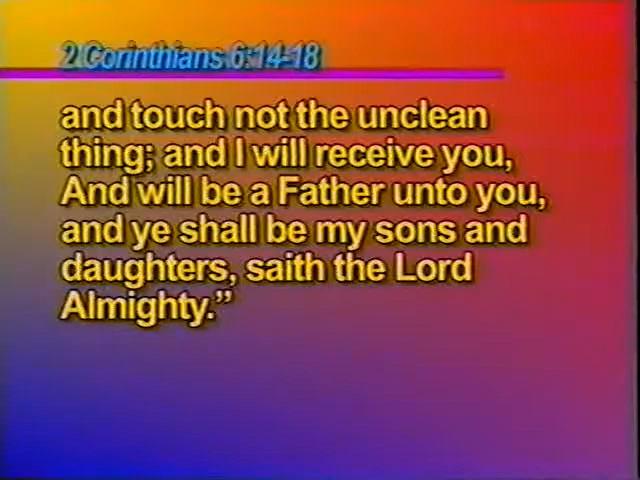 2 Corinthians 6:14-18
and touch not the unclean
thing; and I will receive you,
And will be a Father unto you,
and ye shall be my sons and
daughters, saith the Lord
Almighty.”